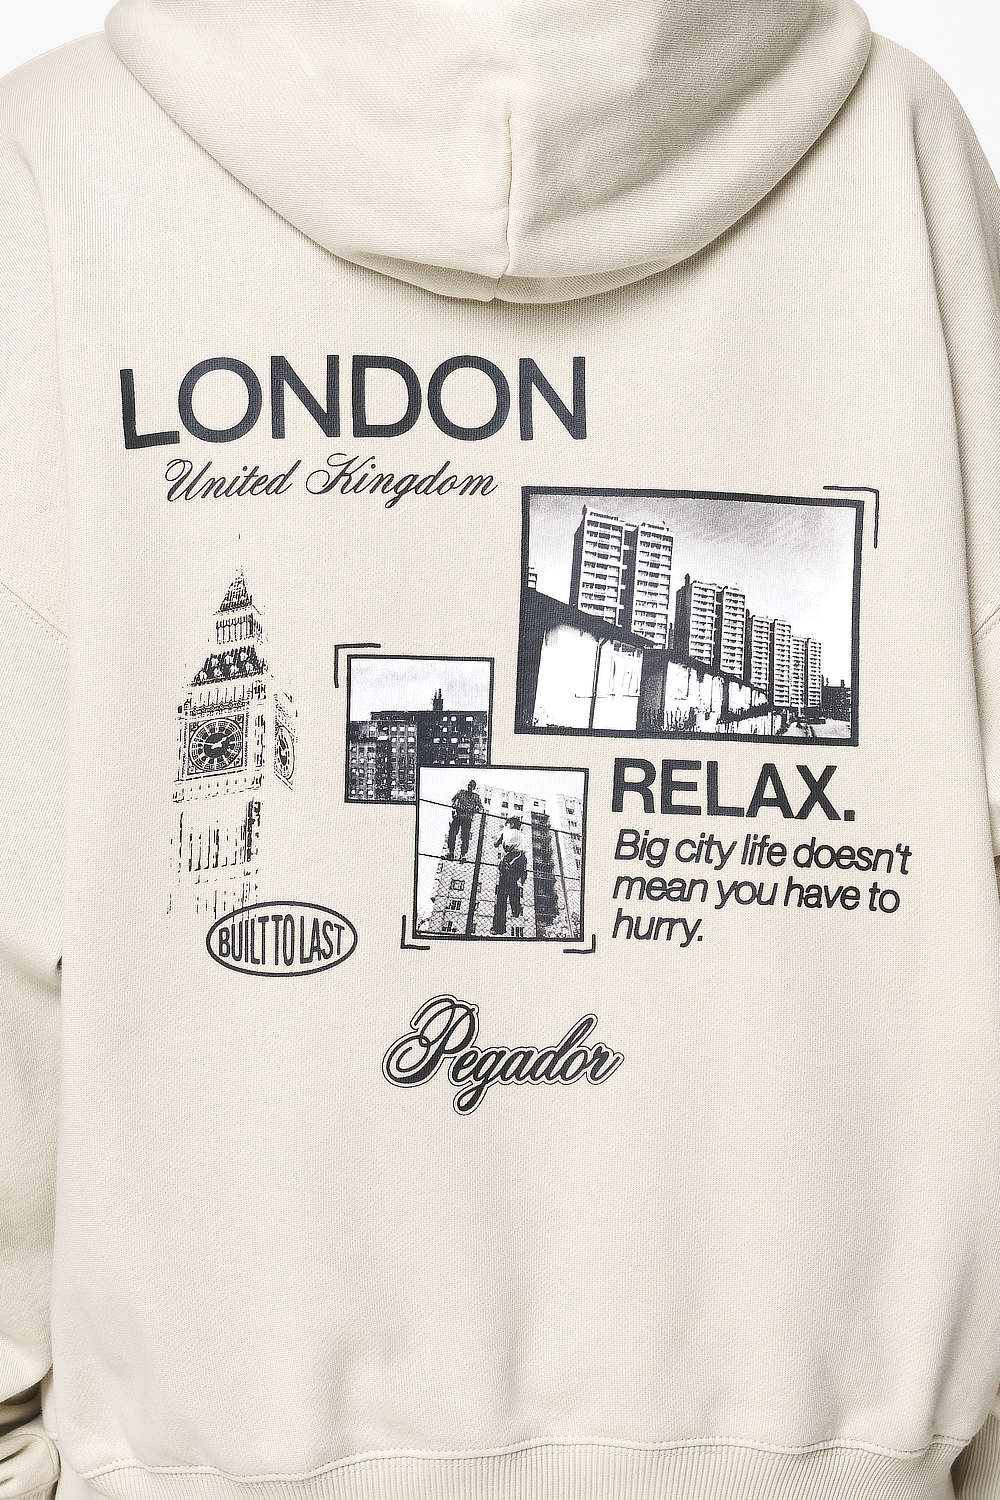 LONDON
United Kingdom
RELAX.
Big city life doesn't
mean you have to
hurry.
BUILT TO LAST
Pegador